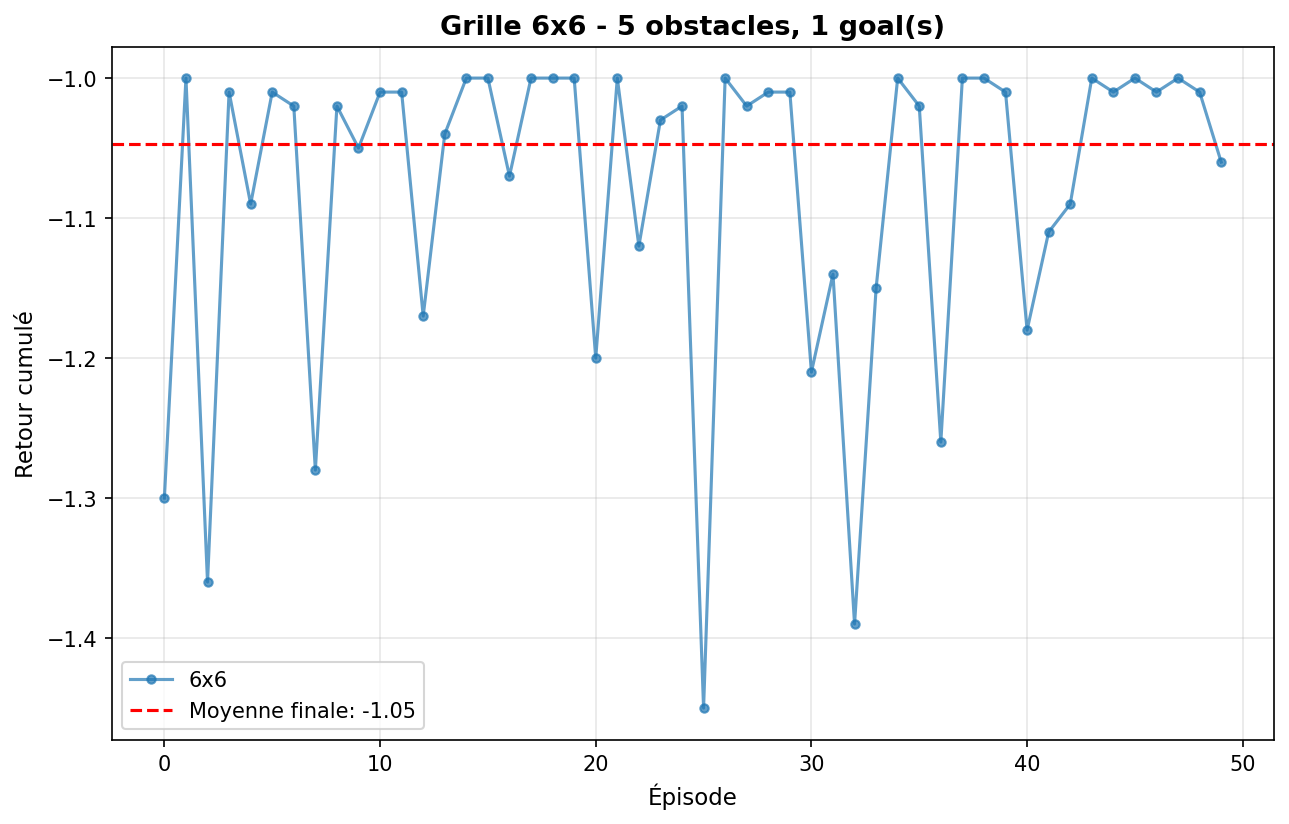 Grille 6x6 - 5 obstacles, 1 goal(s)
Retour cumulé
−1.0
−1.1
−1.2
−1.3
−1.4
6x6
Moyenne finale: -1.05
0
10
20
30
40
50
Épisode